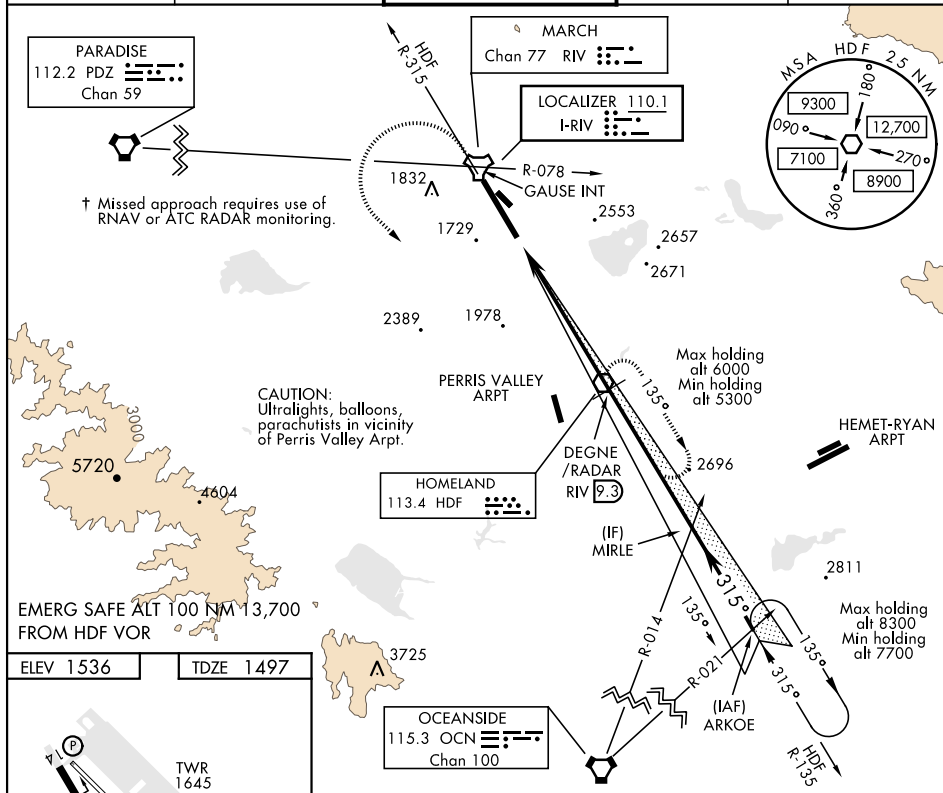 PARADISE
112.2 PDZ
Chan 59
HDF
R-315
MARCH
Chan 77 RIV
LOCALIZER 110.1
I-RIV
MSA HDF 25 NM
180°
9300
090°
12,700
7100
270°
8900
360°
R-078
GAUSE INT
1832
† Missed approach requires use of
RNAV or ATC RADAR monitoring.
1729
2553
2657
2671
2389
1978
Max holding
alt 6000
Min holding
alt 5300
PERRIS VALLEY
ARPT
135°
CAUTION:
Ultralights, balloons,
parachutists in vicinity
of Perris Valley Arpt.
3000
HEMET-RYAN
ARPT
DEGNE
/RADAR
RIV 9.3
2696
5720
4604
HOMELAND
113.4 HDF
(IF)
MIRLE
315°
2811
EMERG SAFE ALT 100 NM 13,700
FROM HDF VOR
135°
R-014
R-021
Max holding
alt 8300
Min holding
alt 7700
135°
315°
(IAF)
ARKOE
ELEV 1536
TDZE 1497
3725
OCEANSIDE
115.3 OCN
Chan 100
HDF
R-135
P
14
TWR
1645